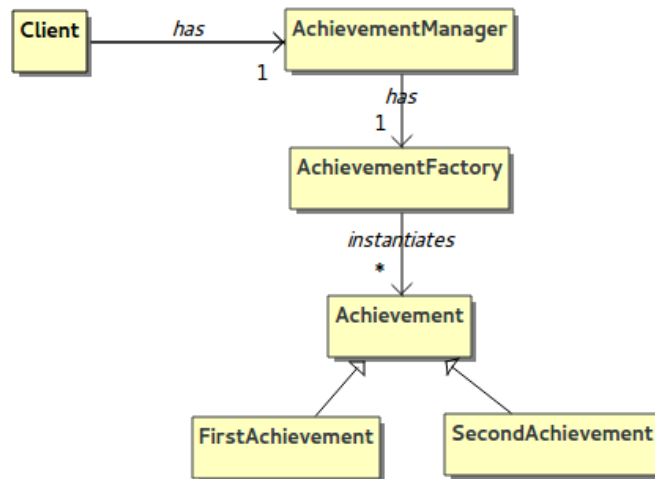 Client
has
1
AchievementManager
has
1
AchievementFactory
instantiates
*
Achievement
FirstAchievement
SecondAchievement